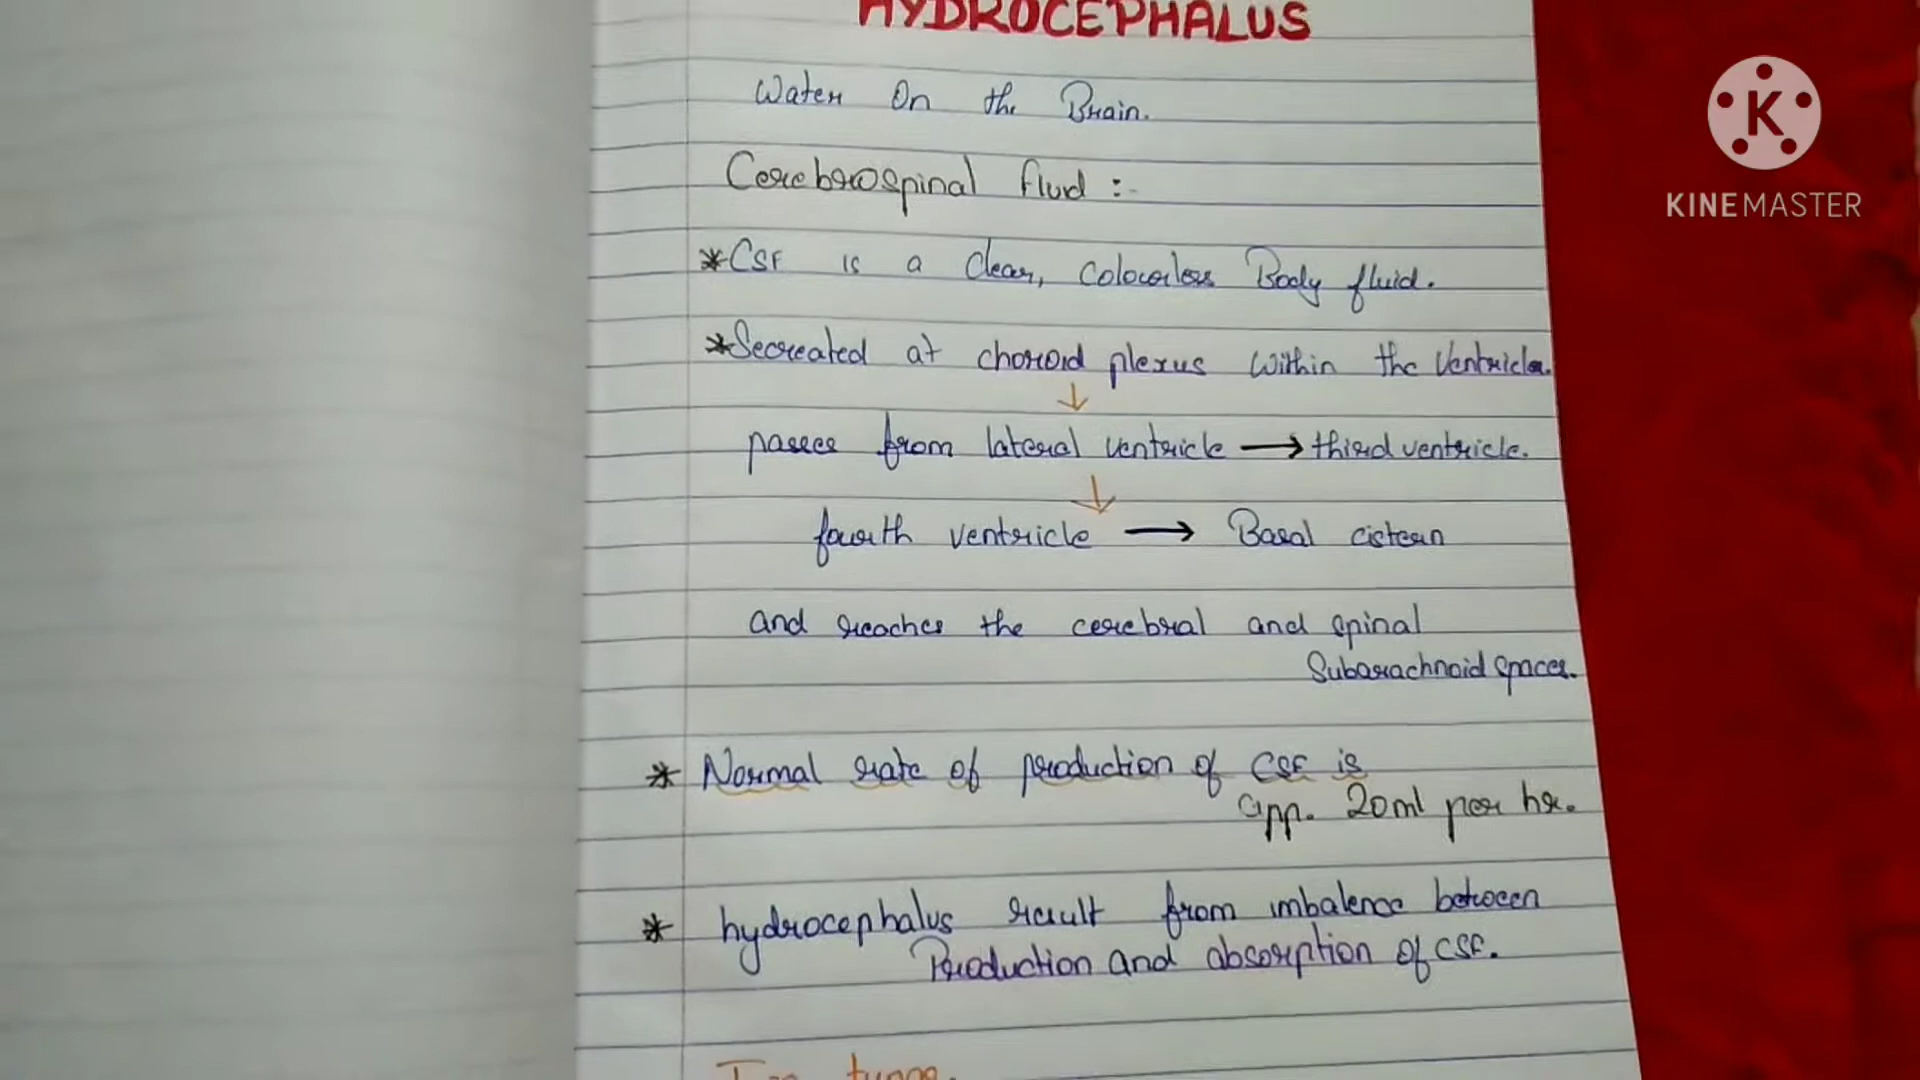 HYDROCEPHALUS
Water On the Brain.
Cerebrospinal fluid :-
*CSF is a clear, colourless Body fluid.
*Secreated at choroid plexus within the ventricles.
↓
passes from lateral ventricle → third ventricle.
↓
fourth ventricle → Basal cistern
and reaches the cerebral and spinal
Subarachnoid spaces.
* Normal rate of production of CSF is
app. 20ml per hr.
* hydrocephalus result from imbalence between
Production and absorption of CSF.
KINEMASTER